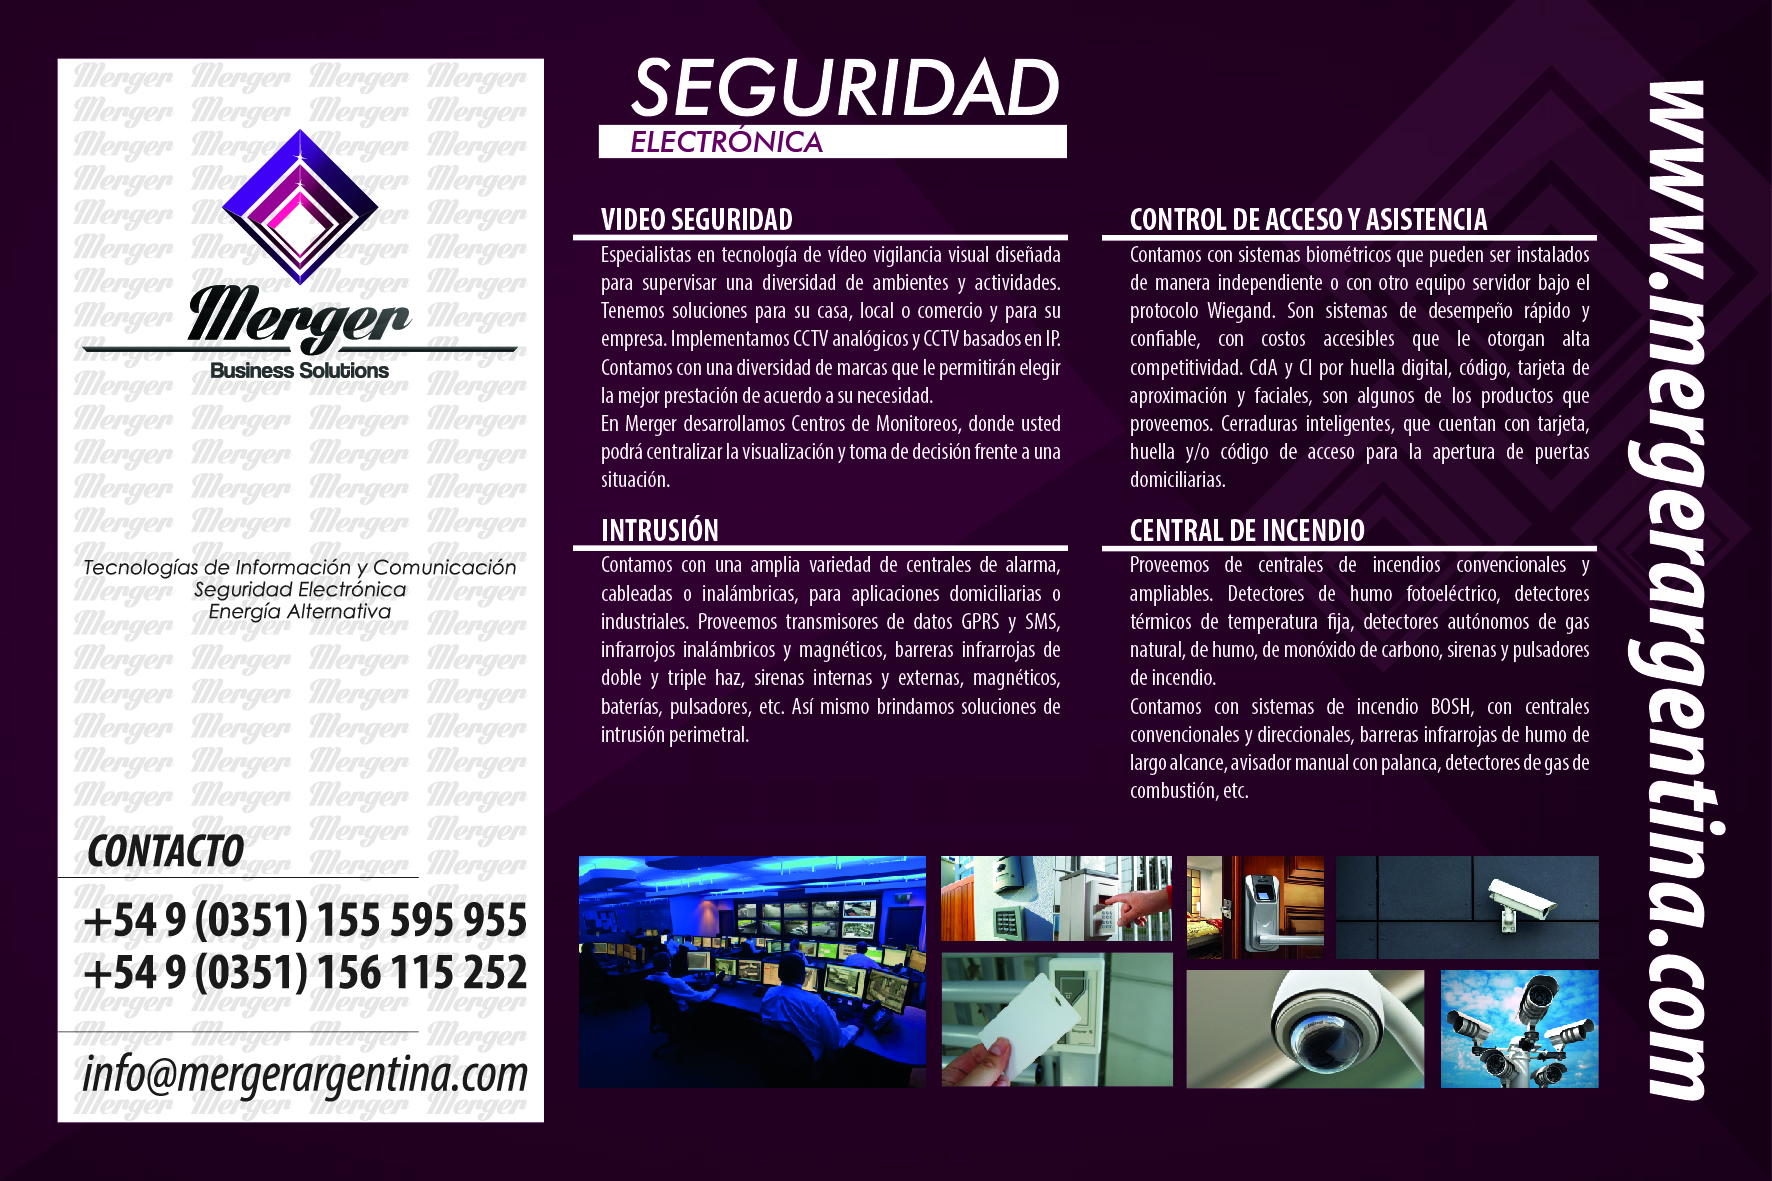 Merger
Business Solutions
Tecnologías de Información y Comunicación
Seguridad Electrónica
Energía Alternativa
CONTACTO
+54 9 (0351) 155 595 955
+54 9 (0351) 156 115 252
info@mergerargentina.com
SEGURIDAD
ELECTRÓNICA
VIDEO SEGURIDAD
Especialistas en tecnología de vídeo vigilancia visual diseñada
para supervisar una diversidad de ambientes y actividades.
Tenemos soluciones para su casa, local o comercio y para su
empresa. Implementamos CCTV analógicos y CCTV basados en IP.
Contamos con una diversidad de marcas que le permitirán elegir
la mejor prestación de acuerdo a su necesidad.
En Merger desarrollamos Centros de Monitoreos, donde usted
podrá centralizar la visualización y toma de decisión frente a una
situación.
INTRUSIÓN
Contamos con una amplia variedad de centrales de alarma,
cableadas o inalámbricas, para aplicaciones domiciliarias o
industriales. Proveemos transmisores de datos GPRS y SMS,
infrarrojos inalámbricos y magnéticos, barreras infrarrojas de
doble y triple haz, sirenas internas y externas, magnéticos,
baterías, pulsadores, etc. Así mismo brindamos soluciones de
intrusión perimetral.
CONTROL DE ACCESO Y ASISTENCIA
Contamos con sistemas biométricos que pueden ser instalados
de manera independiente o con otro equipo servidor bajo el
protocolo Wiegand. Son sistemas de desempeño rápido y
confiable, con costos accesibles que le otorgan alta
competitividad. CdA y CI por huella digital, código, tarjeta de
aproximación y faciales, son algunos de los productos que
proveemos. Cerraduras inteligentes, que cuentan con tarjeta,
huella y/o código de acceso para la apertura de puertas
domiciliarias.
CENTRAL DE INCENDIO
Proveemos de centrales de incendios convencionales y
ampliables. Detectores de humo fotoeléctrico, detectores
térmicos de temperatura fija, detectores autónomos de gas
natural, de humo, de monóxido de carbono, sirenas y pulsadores
de incendio.
Contamos con sistemas de incendio BOSH, con centrales
convencionales y direccionales, barreras infrarrojas de humo de
largo alcance, avisador manual con palanca, detectores de gas de
combustión, etc.
www.mergerargentina.com